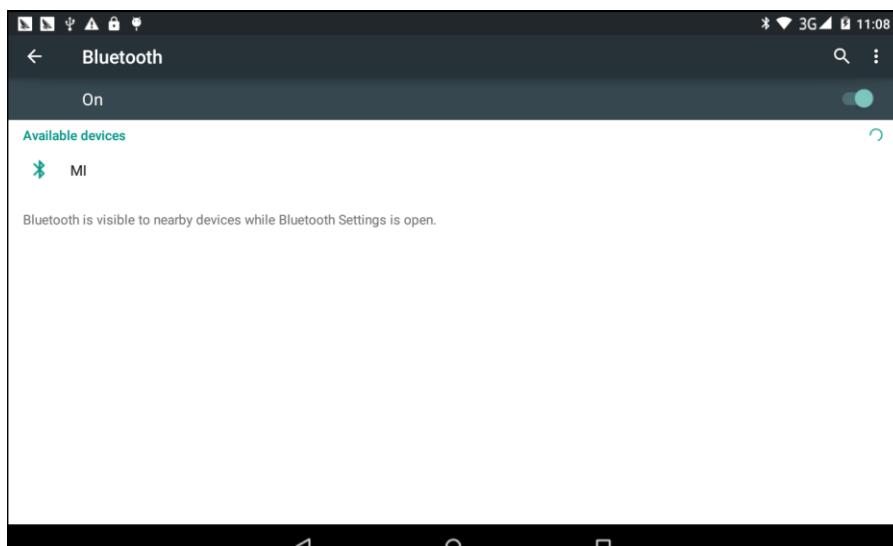 3G 11:08
Bluetooth
On
Available devices
MI
Bluetooth is visible to nearby devices while Bluetooth Settings is open.